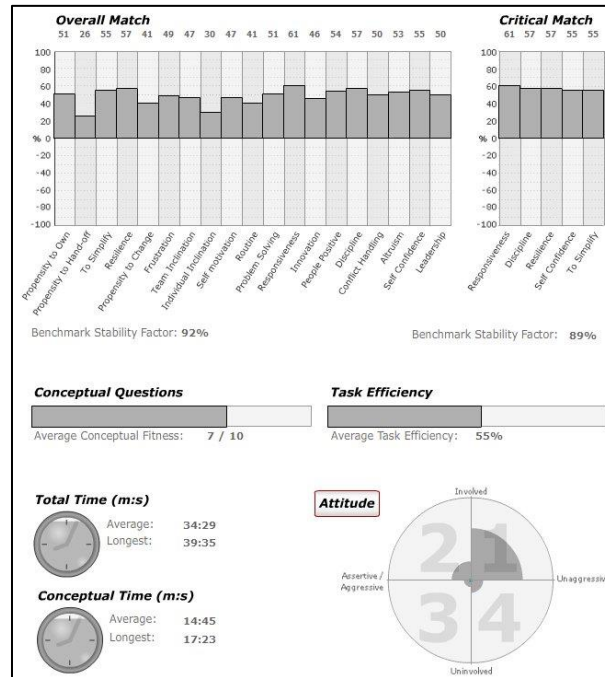 Overall Match
51 26 55 57 41 49 47 30 47 41 51 61 46 54 57 50 53 55 50
100
80
60
40
20
% 0
-20
-40
-60
-80
-100
Propensity to Own
Propensity to Hand-off
To Simplify
Resilience
Propensity to Change
Frustration
Team Inclination
Individual Inclination
Self motivation
Routine
Problem Solving
Responsiveness
Innovation
People Positive
Discipline
Conflict Handling
Altruism
Self Confidence
Leadership
Benchmark Stability Factor: 92%
Critical Match
61 57 57 55 55
100
80
60
40
20
% 0
-20
-40
-60
-80
-100
Responsiveness
Discipline
Resilience
Self Confidence
To Simplify
Benchmark Stability Factor: 89%
Conceptual Questions
Average Conceptual Fitness: 7 / 10
Task Efficiency
Average Task Efficiency: 55%
Total Time (m:s)
Average: 34:29
Longest: 39:35
Conceptual Time (m:s)
Average: 14:45
Longest: 17:23
Attitude
Involved
2 1
Assertive /
Aggressive
Unaggress
3 4
Uninvolved